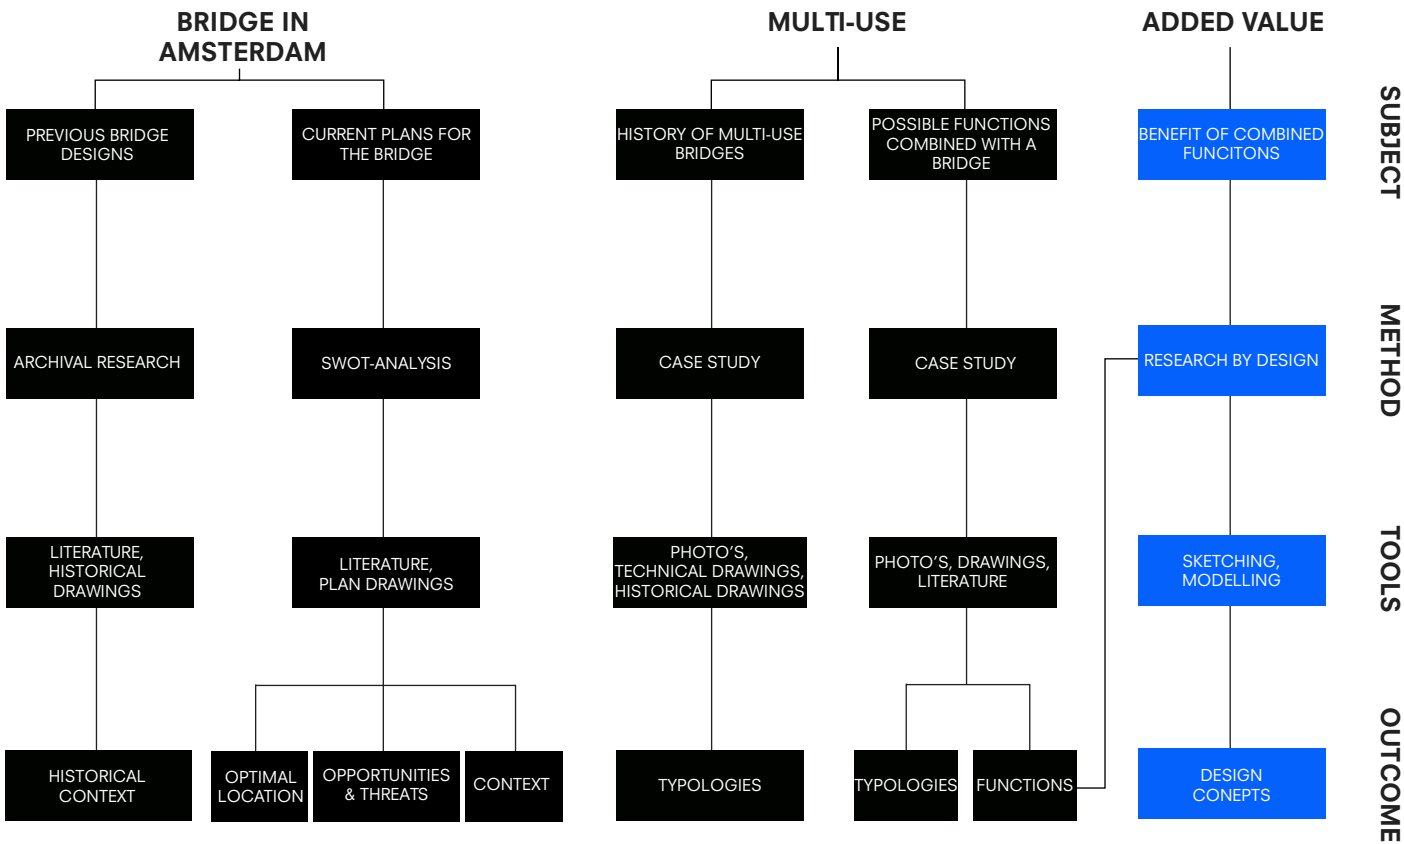 BRIDGE IN
AMSTERDAM
MULTI-USE
ADDED VALUE
SUBJECT
PREVIOUS BRIDGE
DESIGNS
CURRENT PLANS FOR
THE BRIDGE
HISTORY OF MULTI-USE
BRIDGES
POSSIBLE FUNCTIONS
COMBINED WITH A
BRIDGE
BENEFIT OF COMBINED
FUNCITONS
METHOD
ARCHIVAL RESEARCH
SWOT-ANALYSIS
CASE STUDY
CASE STUDY
RESEARCH BY DESIGN
TOOLS
LITERATURE,
HISTORICAL
DRAWINGS
LITERATURE,
PLAN DRAWINGS
PHOTO'S,
TECHNICAL DRAWINGS,
HISTORICAL DRAWINGS
PHOTO'S, DRAWINGS,
LITERATURE
SKETCHING,
MODELLING
OUTCOME
HISTORICAL
CONTEXT
OPTIMAL
LOCATION
OPPORTUNITIES
& THREATS
CONTEXT
TYPOLOGIES
TYPOLOGIES
FUNCTIONS
DESIGN
CONEPTS